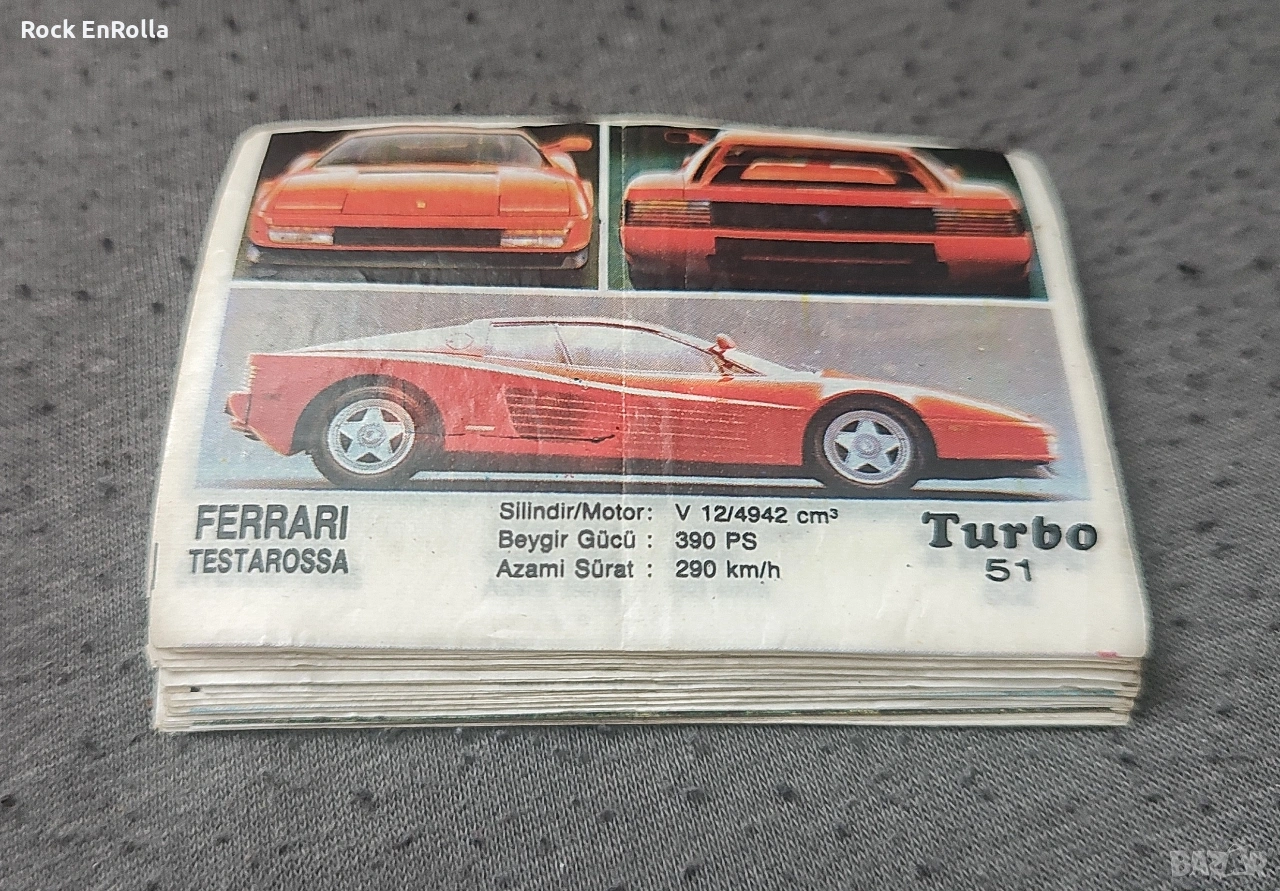 Rock EnRolla
FERRARI
TESTAROSSA
Silindir/Motor: V 12/4942 cm³
Beygir Gücü : 390 PS
Azami Sürat : 290 km/h
Turbo
51
BAZAR